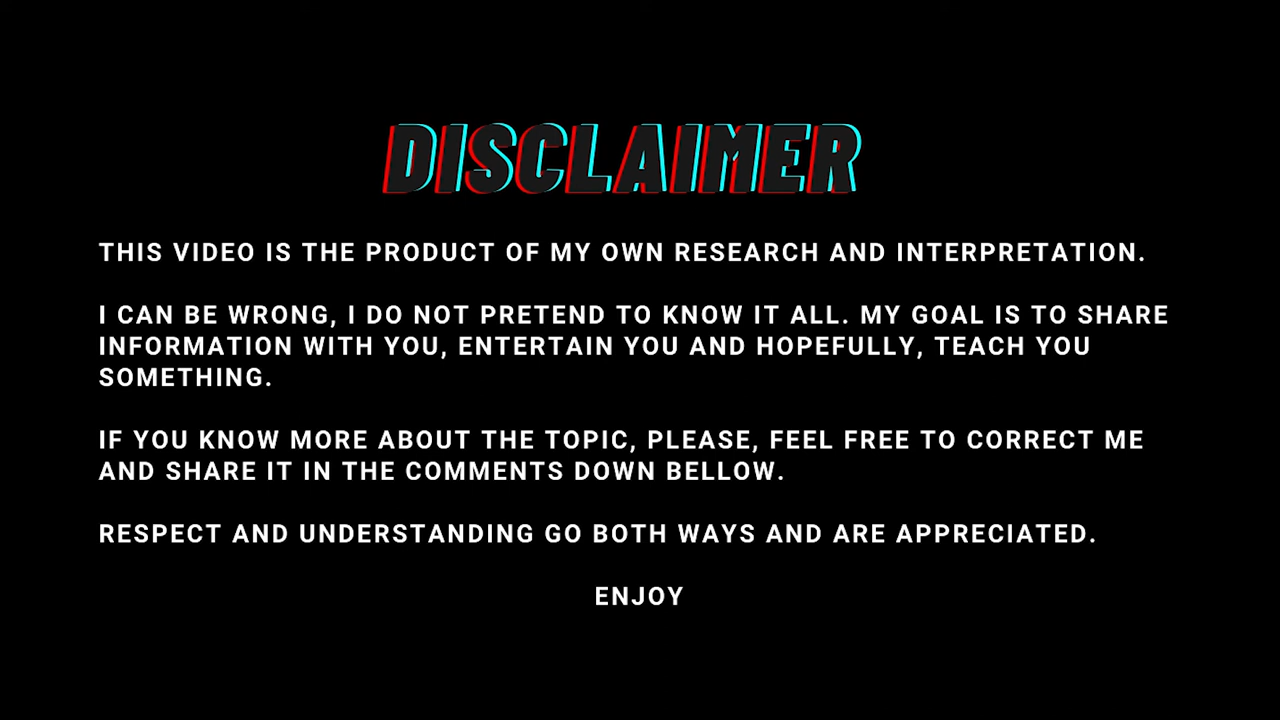 DISCLAIMER
THIS VIDEO IS THE PRODUCT OF MY OWN RESEARCH AND INTERPRETATION.
I CAN BE WRONG, I DO NOT PRETEND TO KNOW IT ALL. MY GOAL IS TO SHARE
INFORMATION WITH YOU, ENTERTAIN YOU AND HOPEFULLY, TEACH YOU
SOMETHING.
IF YOU KNOW MORE ABOUT THE TOPIC, PLEASE, FEEL FREE TO CORRECT ME
AND SHARE IT IN THE COMMENTS DOWN BELLOW.
RESPECT AND UNDERSTANDING GO BOTH WAYS AND ARE APPRECIATED.
ENJOY